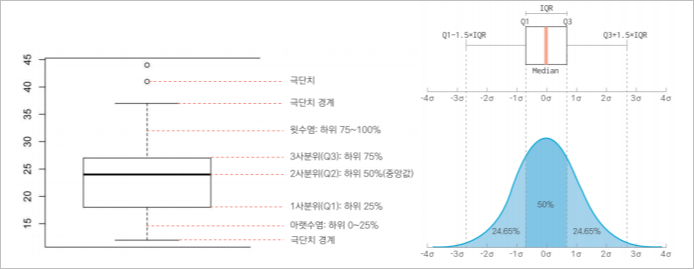 45
40
35
30
25
20
15
극단치
극단치 경계
윗수염: 하위 75~100%
3사분위(Q3): 하위 75%
2사분위(Q2): 하위 50%(중앙값)
1사분위(Q1): 하위 25%
아랫수염: 하위 0~25%
극단치 경계
IQR
Q1 Q3
Q1-1.5×IQR Q3+1.5×IQR
Median
-4σ -3σ -2σ -1σ 0σ 1σ 2σ 3σ 4σ
50%
24.65% 24.65%
-4σ -3σ -2σ -1σ 0σ 1σ 2σ 3σ 4σ